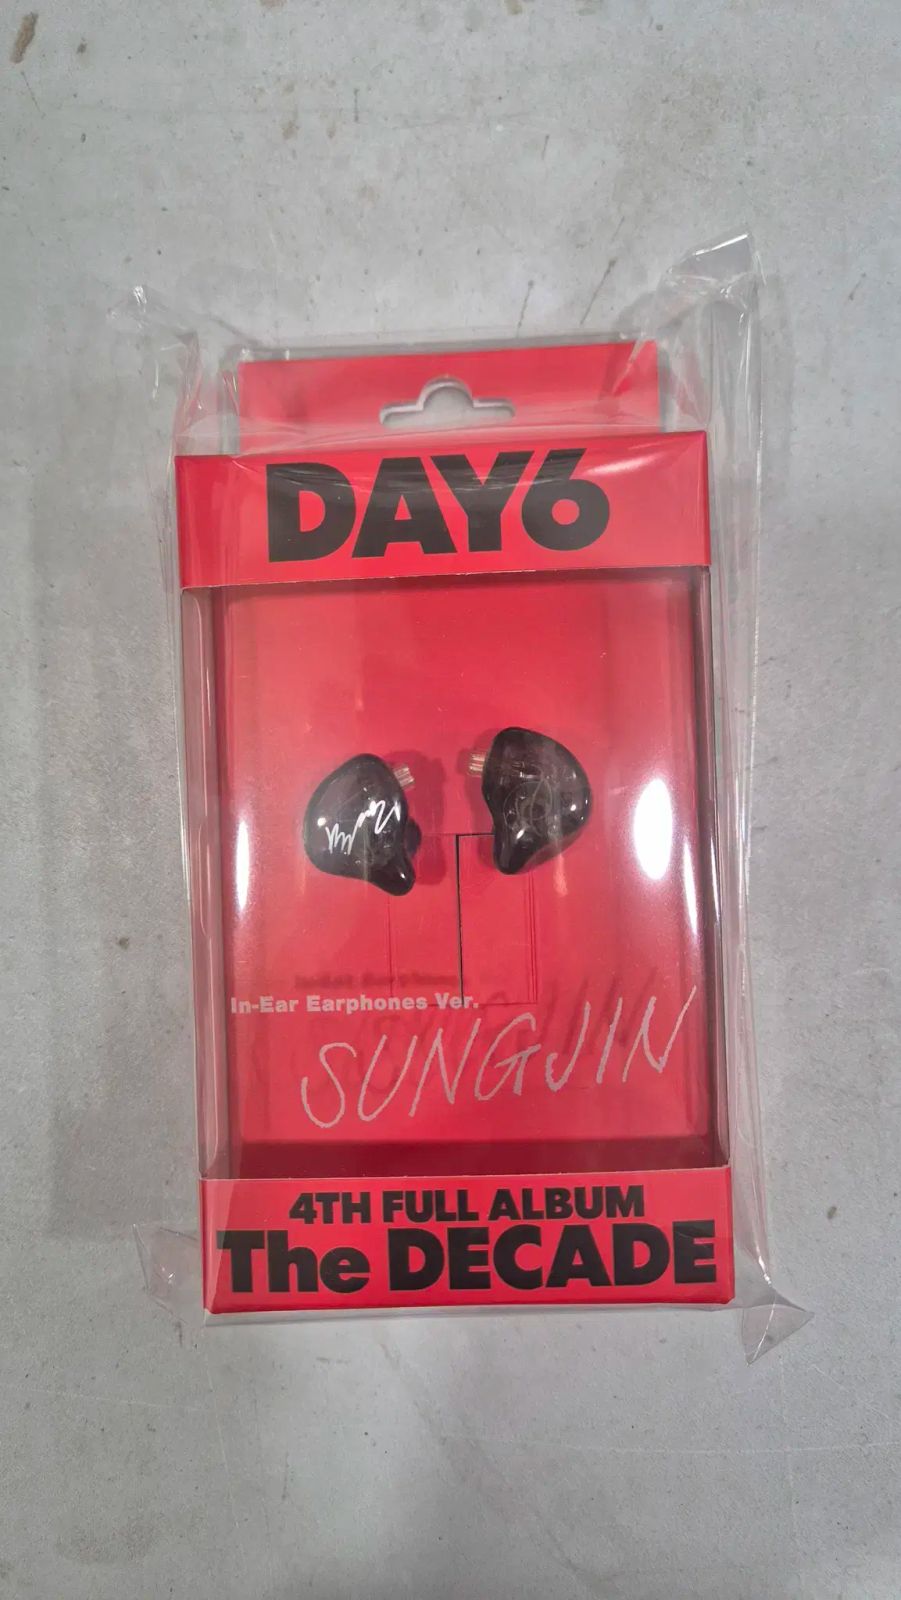 DAY6
In-Ear Earphones Ver.
SUNGJIN
4TH FULL ALBUM
The DECADE